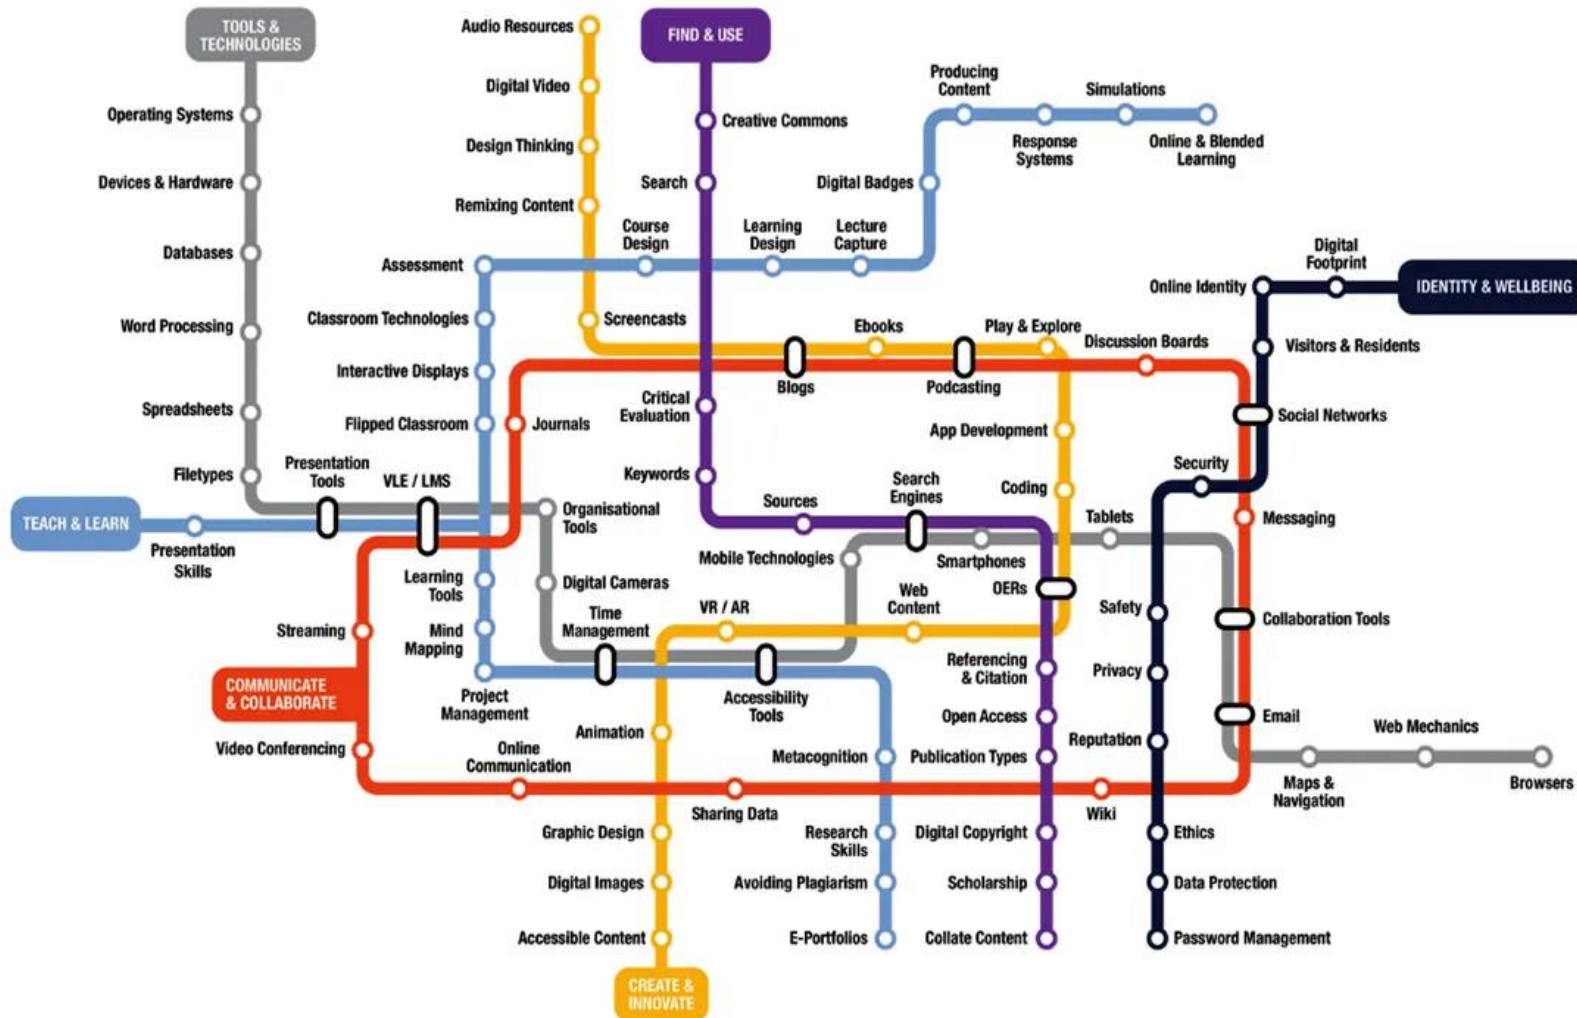 TOOLS &
TECHNOLOGIES
Audio Resources
FIND & USE
Digital Video
Producing
Content
Simulations
Operating Systems
Creative Commons
Design Thinking
Response
Systems
Online & Blended
Learning
Devices & Hardware
Search
Digital Badges
Remixing Content
Course
Design
Learning
Design
Lecture
Capture
Databases
Assessment
Digital
Footprint
Online Identity
IDENTITY & WELLBEING
Classroom Technologies
Screencasts
Word Processing
Ebooks
Play & Explore
Discussion Boards
Visitors & Residents
Interactive Displays
Blogs
Podcasting
Spreadsheets
Critical
Evaluation
Social Networks
Flipped Classroom
Journals
App Development
Filetypes
Presentation
Tools
VLE / LMS
Keywords
Search
Engines
Coding
Security
TEACH & LEARN
Organisational
Tools
Sources
Tablets
Messaging
Presentation
Skills
Mobile Technologies
Smartphones
Learning
Tools
Digital Cameras
OERs
Time
Management
VR / AR
Web
Content
Safety
Collaboration Tools
Streaming
Mind
Mapping
Referencing
& Citation
Privacy
COMMUNICATE
& COLLABORATE
Project
Management
Accessibility
Tools
Open Access
Email
Video Conferencing
Online
Communication
Animation
Metacognition
Publication Types
Reputation
Web Mechanics
Maps &
Navigation
Browsers
Sharing Data
Wiki
Graphic Design
Research
Skills
Digital Copyright
Ethics
Digital Images
Avoiding Plagiarism
Scholarship
Data Protection
Accessible Content
E-Portfolios
Collate Content
Password Management
CREATE &
INNOVATE